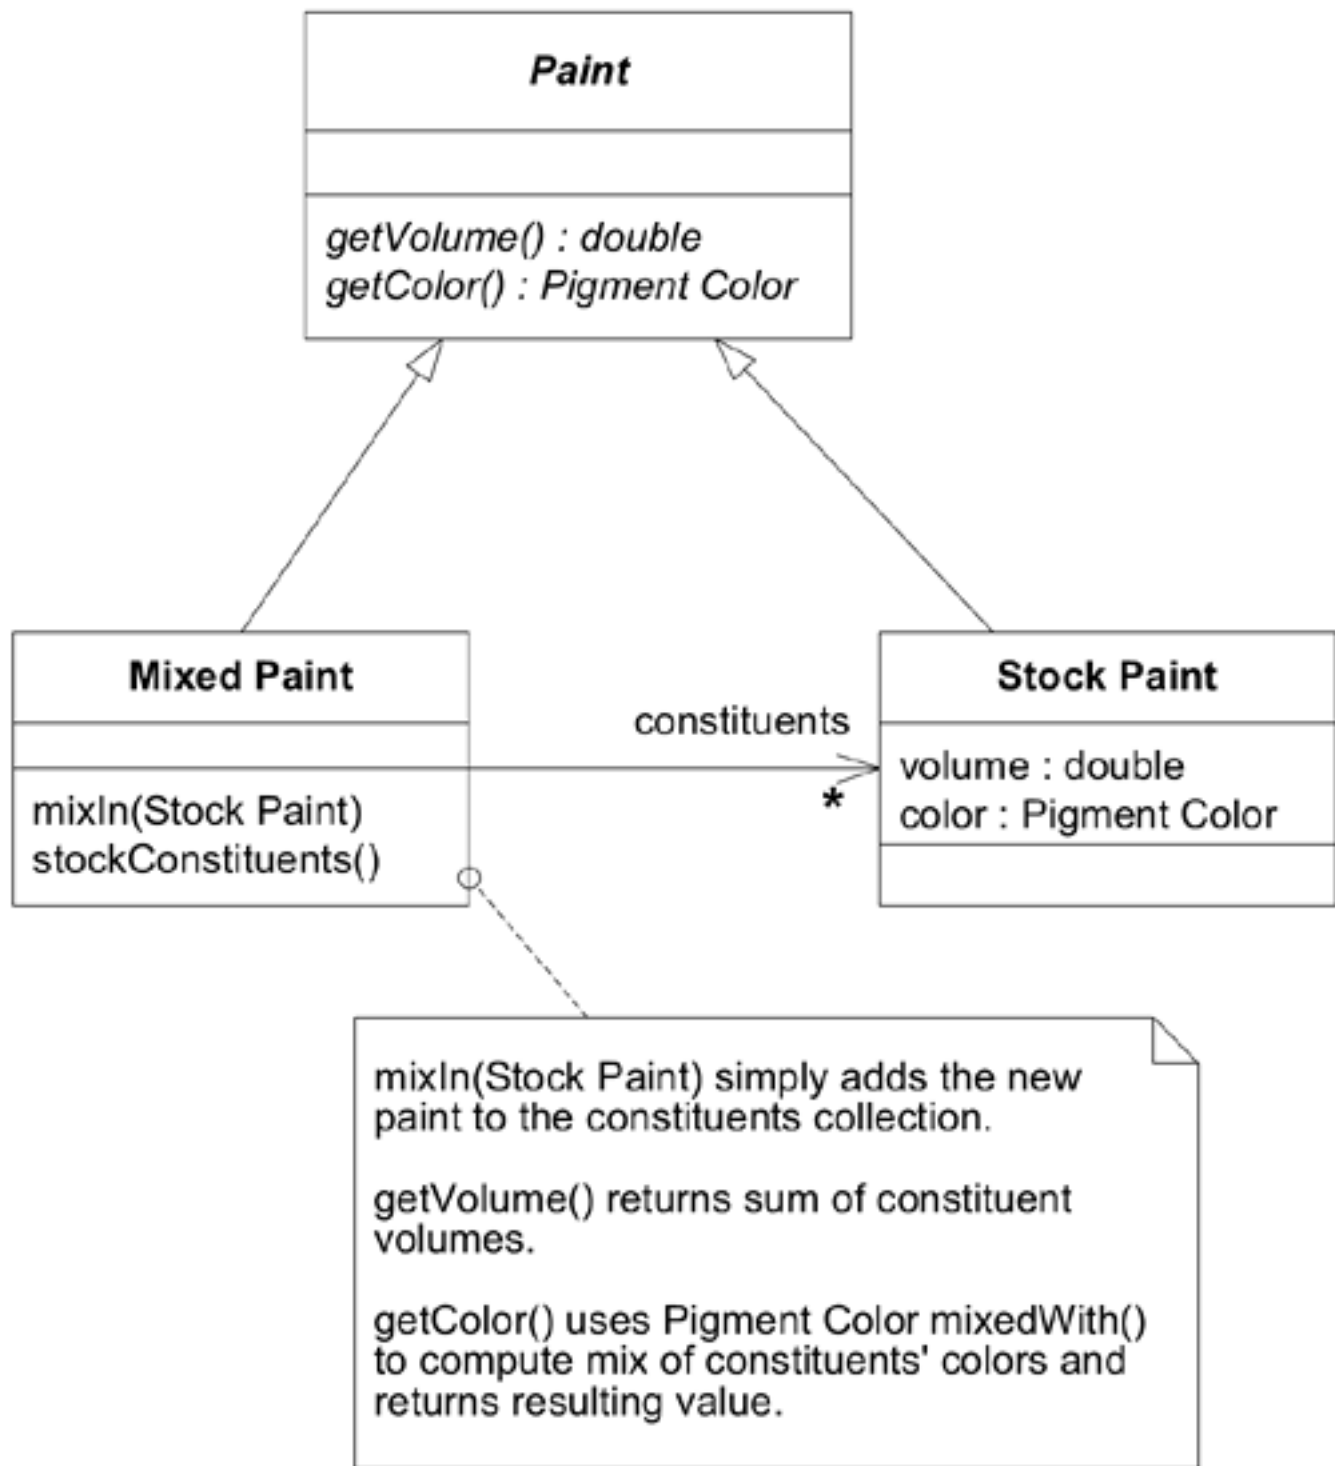 Paint
getVolume() : double
getColor() : Pigment Color
Mixed Paint
mixIn(Stock Paint)
stockConstituents()
constituents
*
Stock Paint
volume : double
color : Pigment Color
mixIn(Stock Paint) simply adds the new
paint to the constituents collection.
getVolume() returns sum of constituent
volumes.
getColor() uses Pigment Color mixedWith()
to compute mix of constituents' colors and
returns resulting value.